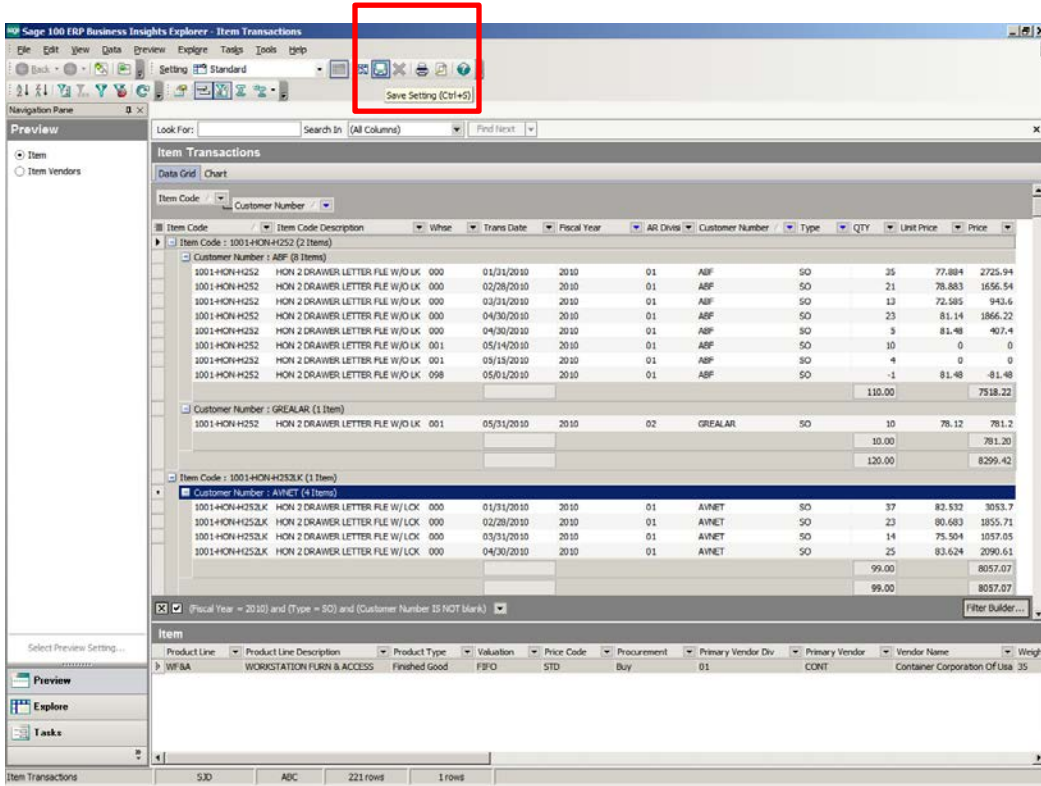 Sage 100 ERP Business Insights Explorer - Item Transactions
File Edit View Data Preview Explore Tasks Tools Help
Back Setting Standard
Save Setting (Ctrl+S)
Navigation Pane
Preview
Look For: Search In (All Columns) Find Next
Item
Item Vendors
Item Transactions
Data Grid Chart
Item Code
Customer Number
Item Code Item Code Description Whse Trans Date Fiscal Year AR Divisi Customer Number Type QTY Unit Price Price
Item Code : 1001-HON-H252 (2 Items)
Customer Number : ABF (8 Items)
1001-HON-H252 HON 2 DRAWER LETTER FLE W/O LK 000 01/31/2010 2010 01 ABF SO 35 77.884 2725.94
1001-HON-H252 HON 2 DRAWER LETTER FLE W/O LK 000 02/28/2010 2010 01 ABF SO 21 78.883 1656.54
1001-HON-H252 HON 2 DRAWER LETTER FLE W/O LK 000 03/31/2010 2010 01 ABF SO 13 72.585 943.6
1001-HON-H252 HON 2 DRAWER LETTER FLE W/O LK 000 04/30/2010 2010 01 ABF SO 23 81.14 1866.22
1001-HON-H252 HON 2 DRAWER LETTER FLE W/O LK 000 04/30/2010 2010 01 ABF SO 5 81.48 407.4
1001-HON-H252 HON 2 DRAWER LETTER FLE W/O LK 001 05/14/2010 2010 01 ABF SO 10 0 0
1001-HON-H252 HON 2 DRAWER LETTER FLE W/O LK 001 05/15/2010 2010 01 ABF SO 4 0 0
1001-HON-H252 HON 2 DRAWER LETTER FLE W/O LK 098 05/01/2010 2010 01 ABF SO -1 81.48 -81.48
110.00 7518.22
Customer Number : GREALAR (1 Item)
1001-HON-H252 HON 2 DRAWER LETTER FLE W/O LK 001 05/31/2010 2010 02 GREALAR SO 10 78.12 781.2
10.00 781.20
120.00 8299.42
Item Code : 1001-HON-H252LK (1 Item)
Customer Number : AVNET (4 Items)
1001-HON-H252LK HON 2 DRAWER LETTER FLE W/ LCK 000 01/31/2010 2010 01 AVNET SO 37 82.532 3053.7
1001-HON-H252LK HON 2 DRAWER LETTER FLE W/ LCK 000 02/28/2010 2010 01 AVNET SO 23 80.683 1855.71
1001-HON-H252LK HON 2 DRAWER LETTER FLE W/ LCK 000 03/31/2010 2010 01 AVNET SO 14 75.504 1057.05
1001-HON-H252LK HON 2 DRAWER LETTER FLE W/ LCK 000 04/30/2010 2010 01 AVNET SO 25 83.624 2090.61
99.00 8057.07
99.00 8057.07
(Fiscal Year = 2010) and (Type = SO) and (Customer Number IS NOT blank) Filter Builder...
Item
Select Preview Setting...
Product Line Product Line Description Product Type Valuation Price Code Procurement Primary Vendor Div Primary Vendor Vendor Name Weigh
WF&A WORKSTATION FURN & ACCESS Finished Good FIFO STD Buy 01 CONT Container Corporation Of Usa 35
Preview
Explore
Tasks
Item Transactions SJD ABC 221 rows 1 rows